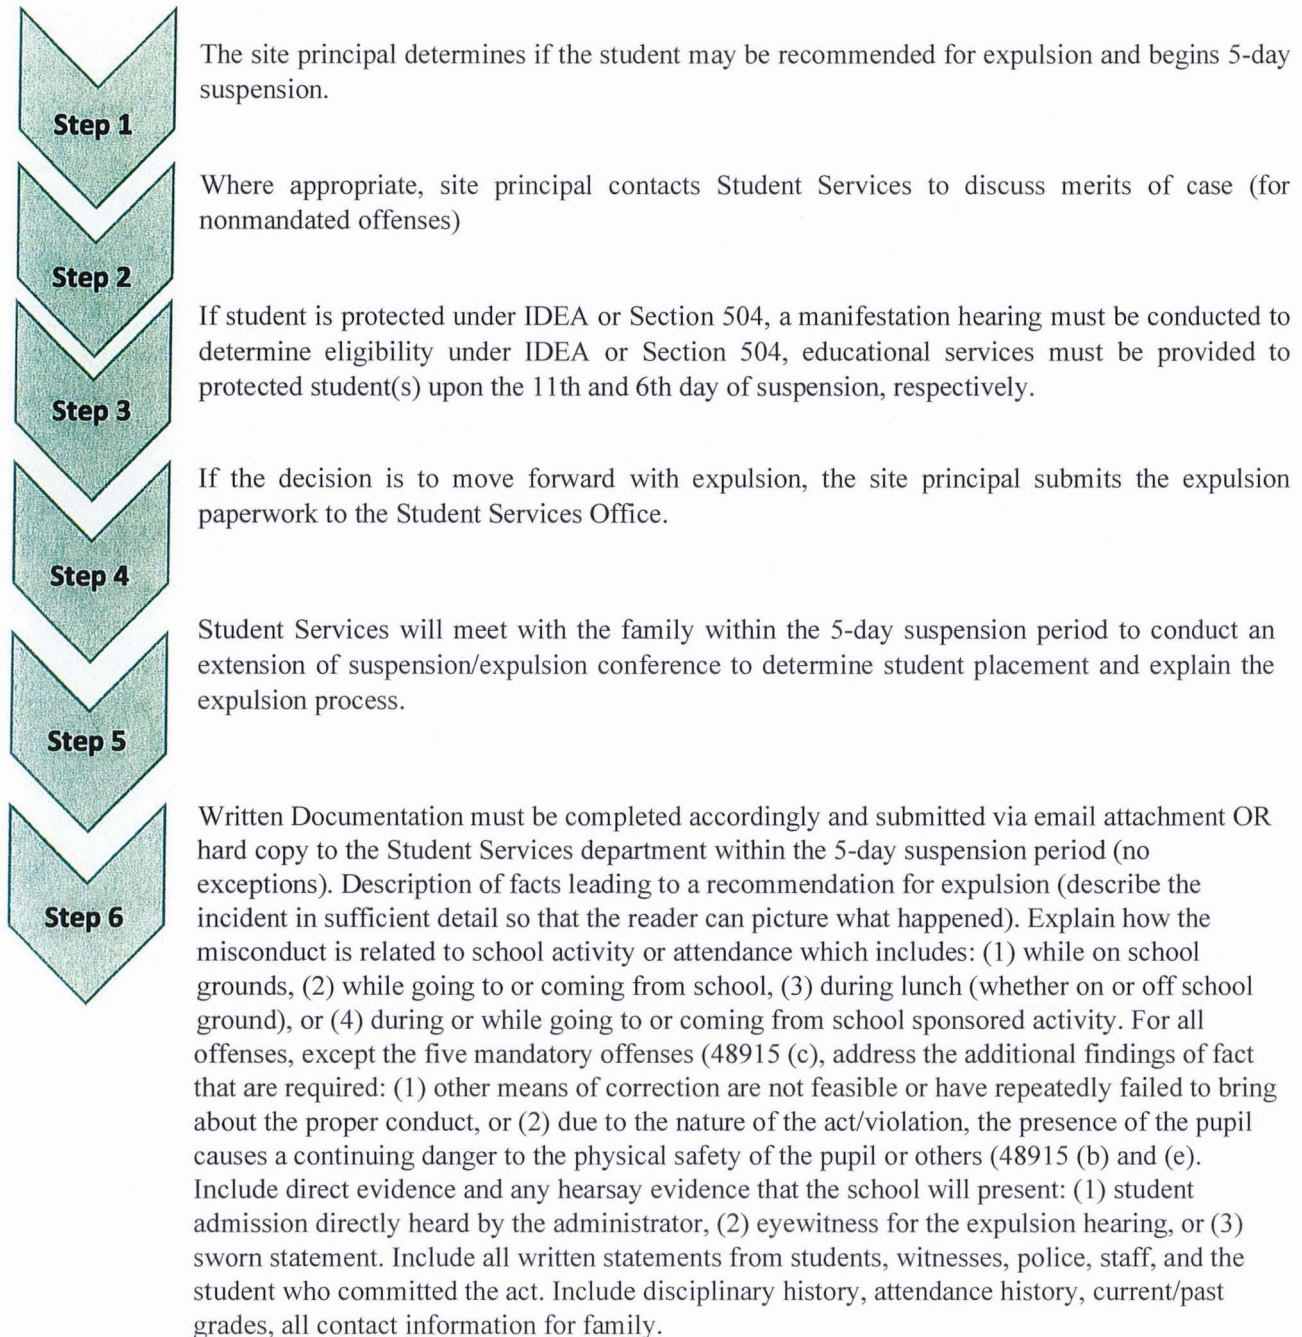 The site principal determines if the student may be recommended for expulsion and begins 5-day
suspension.
Step 1
Where appropriate, site principal contacts Student Services to discuss merits of case (for
nonmandated offenses)
Step 2
If student is protected under IDEA or Section 504, a manifestation hearing must be conducted to
determine eligibility under IDEA or Section 504, educational services must be provided to
protected student(s) upon the 11th and 6th day of suspension, respectively.
Step 3
If the decision is to move forward with expulsion, the site principal submits the expulsion
paperwork to the Student Services Office.
Step 4
Student Services will meet with the family within the 5-day suspension period to conduct an
extension of suspension/expulsion conference to determine student placement and explain the
expulsion process.
Step 5
Written Documentation must be completed accordingly and submitted via email attachment OR
hard copy to the Student Services department within the 5-day suspension period (no
exceptions). Description of facts leading to a recommendation for expulsion (describe the
incident in sufficient detail so that the reader can picture what happened). Explain how the
Step 6
misconduct is related to school activity or attendance which includes: (1) while on school
grounds, (2) while going to or coming from school, (3) during lunch (whether on or off school
ground), or (4) during or while going to or coming from school sponsored activity. For all
offenses, except the five mandatory offenses (48915 (c), address the additional findings of fact
that are required: (1) other means of correction are not feasible or have repeatedly failed to bring
about the proper conduct, or (2) due to the nature of the act/violation, the presence of the pupil
causes a continuing danger to the physical safety of the pupil or others (48915 (b) and (e).
Include direct evidence and any hearsay evidence that the school will present: (1) student
admission directly heard by the administrator, (2) eyewitness for the expulsion hearing, or (3)
sworn statement. Include all written statements from students, witnesses, police, staff, and the
student who committed the act. Include disciplinary history, attendance history, current/past
grades, all contact information for family.